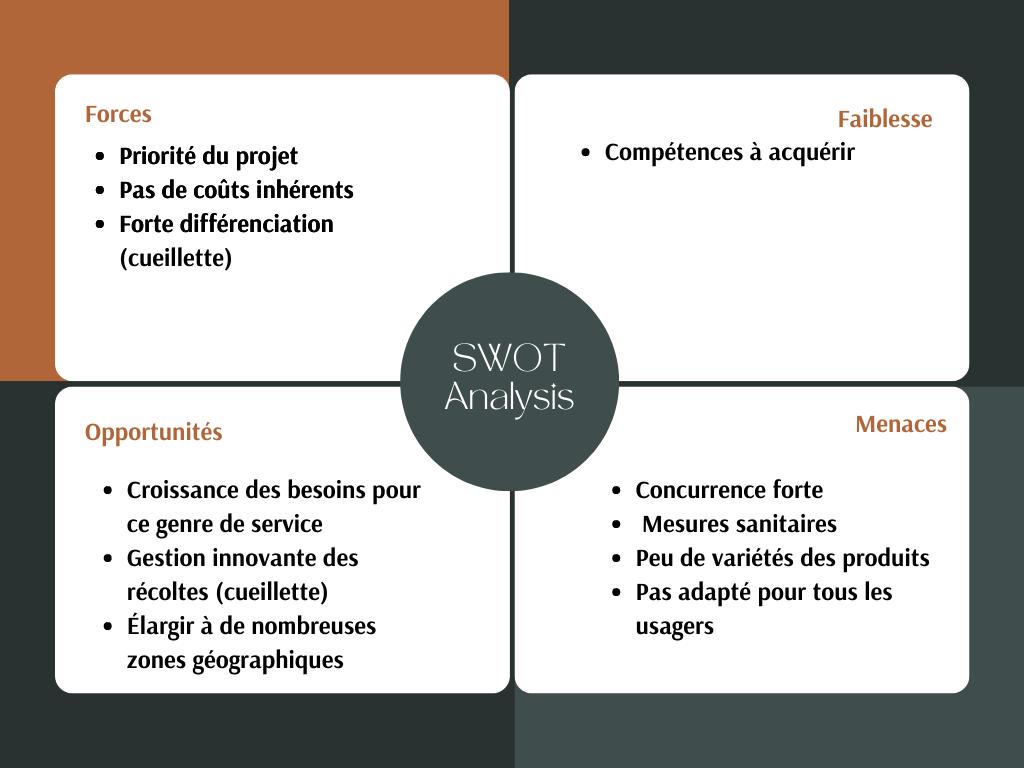 Forces
• Priorité du projet
• Pas de coûts inhérents
• Forte différenciation
(cueillette)
Faiblesse
• Compétences à acquérir
SWOT
Analysis
Opportunités
• Croissance des besoins pour
ce genre de service
• Gestion innovante des
récoltes (cueillette)
• Élargir à de nombreuses
zones géographiques
Menaces
• Concurrence forte
• Mesures sanitaires
• Peu de variétés des produits
• Pas adapté pour tous les
usagers